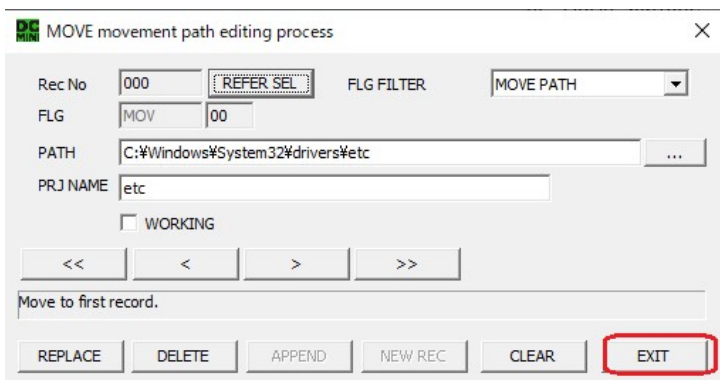 DC MINI MOVE movement path editing process
Rec No 000 REFER SEL FLG FILTER MOVE PATH
FLG MOV 00
PATH C:¥Windows¥System32¥drivers¥etc ...
PRJ NAME etc
WORKING
<< < > >>
Move to first record.
REPLACE DELETE APPEND NEW REC CLEAR EXIT